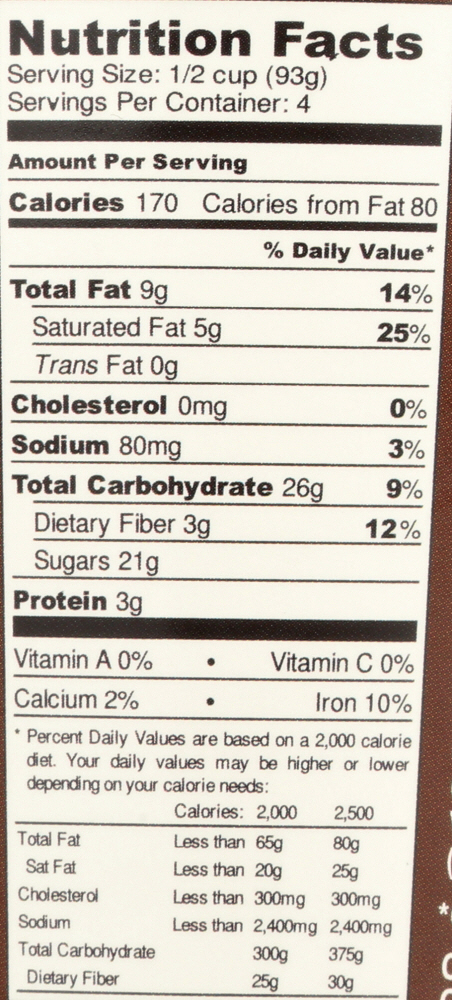 Nutrition Facts
Serving Size: 1/2 cup (93g)
Servings Per Container: 4
Amount Per Serving
Calories 170 Calories from Fat 80
% Daily Value*
Total Fat 9g 14%
Saturated Fat 5g 25%
Trans Fat 0g
Cholesterol 0mg 0%
Sodium 80mg 3%
Total Carbohydrate 26g 9%
Dietary Fiber 3g 12%
Sugars 21g
Protein 3g
Vitamin A 0% • Vitamin C 0%
Calcium 2% • Iron 10%
* Percent Daily Values are based on a 2,000 calorie
diet. Your daily values may be higher or lower
depending on your calorie needs:
Calories: 2,000 2,500
Total Fat Less than 65g 80g
Sat Fat Less than 20g 25g
Cholesterol Less than 300mg 300mg
Sodium Less than 2,400mg 2,400mg
Total Carbohydrate 300g 375g
Dietary Fiber 25g 30g